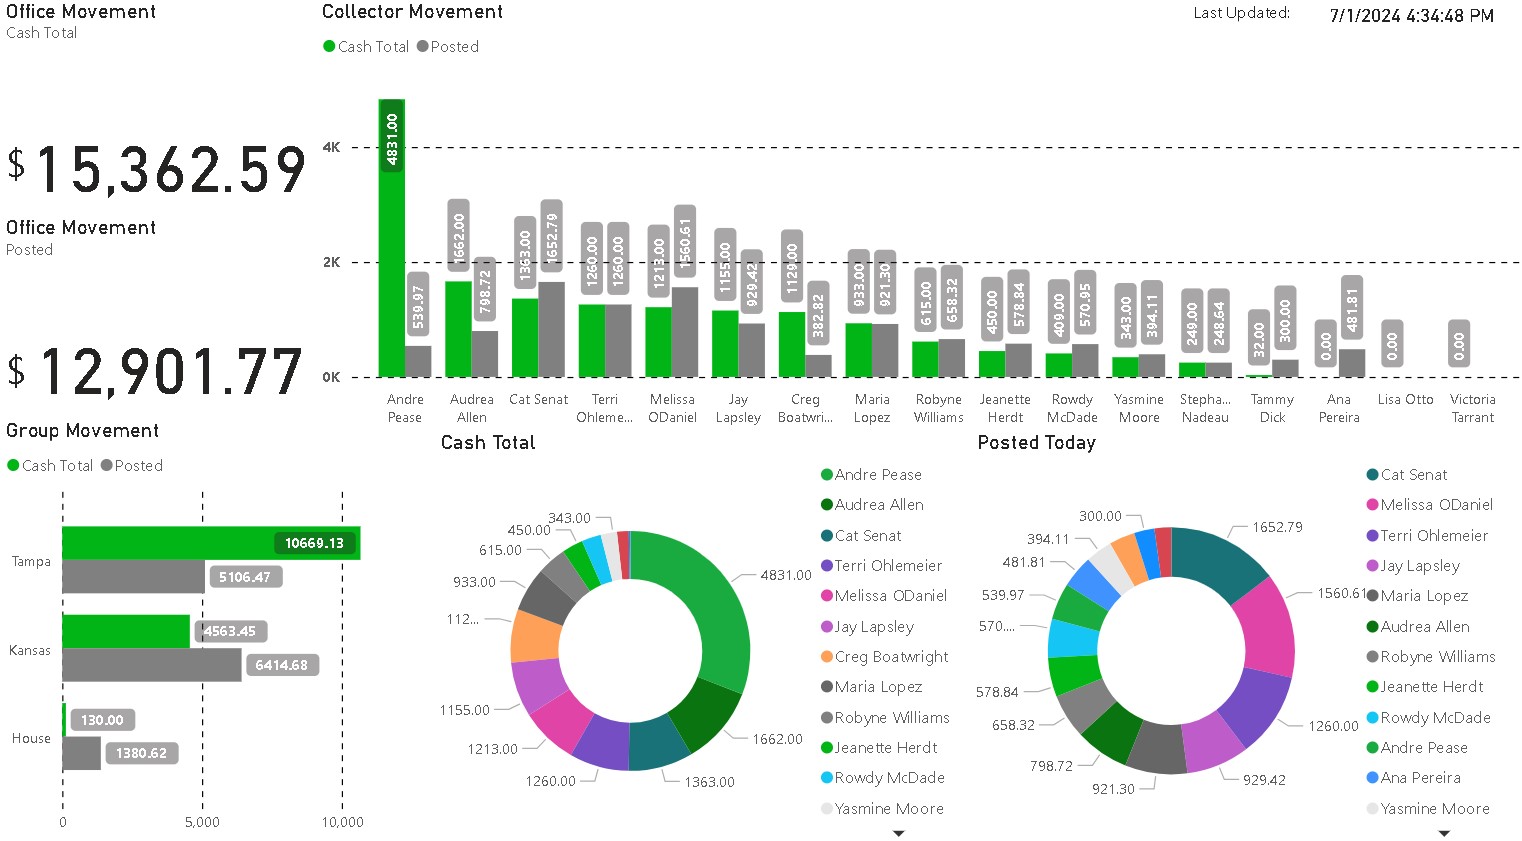 Office Movement
Cash Total
$ 15,362.59
Office Movement
Posted
$ 12,901.77
Collector Movement
Cash Total Posted
Last Updated: 7/1/2024 4:34:48 PM
4K
2K
0K
4831.00 539.97
1662.00 798.72
1363.00 1652.79
1260.00 1260.00
1213.00 1560.61
1155.00 929.42
1129.00 382.82
933.00 921.30
615.00 658.32
450.00 578.84
409.00 570.95
343.00 394.11
249.00 248.64
32.00 300.00
0.00 481.81
0.00
0.00
Andre
Pease
Audrea
Allen
Cat Senat
Terri
Ohleme...
Melissa
ODaniel
Jay
Lapsley
Creg
Boatwri...
Maria
Lopez
Robyne
Williams
Jeanette
Herdt
Rowdy
McDade
Yasmine
Moore
Stepha...
Nadeau
Tammy
Dick
Ana
Pereira
Lisa Otto
Victoria
Tarrant
Group Movement
Cash Total Posted
Tampa
10669.13
5106.47
Kansas
4563.45
6414.68
House
130.00
1380.62
0 5,000 10,000
Cash Total
343.00
450.00
615.00
933.00
112...
1155.00
1213.00
1260.00
1363.00
1662.00
4831.00
Andre Pease
Audrea Allen
Cat Senat
Terri Ohlemeier
Melissa ODaniel
Jay Lapsley
Creg Boatwright
Maria Lopez
Robyne Williams
Jeanette Herdt
Rowdy McDade
Yasmine Moore
Posted Today
300.00
394.11
481.81
539.97
570....
578.84
658.32
798.72
921.30
929.42
1260.00
1560.61
1652.79
Cat Senat
Melissa ODaniel
Terri Ohlemeier
Jay Lapsley
Maria Lopez
Audrea Allen
Robyne Williams
Jeanette Herdt
Rowdy McDade
Andre Pease
Ana Pereira
Yasmine Moore